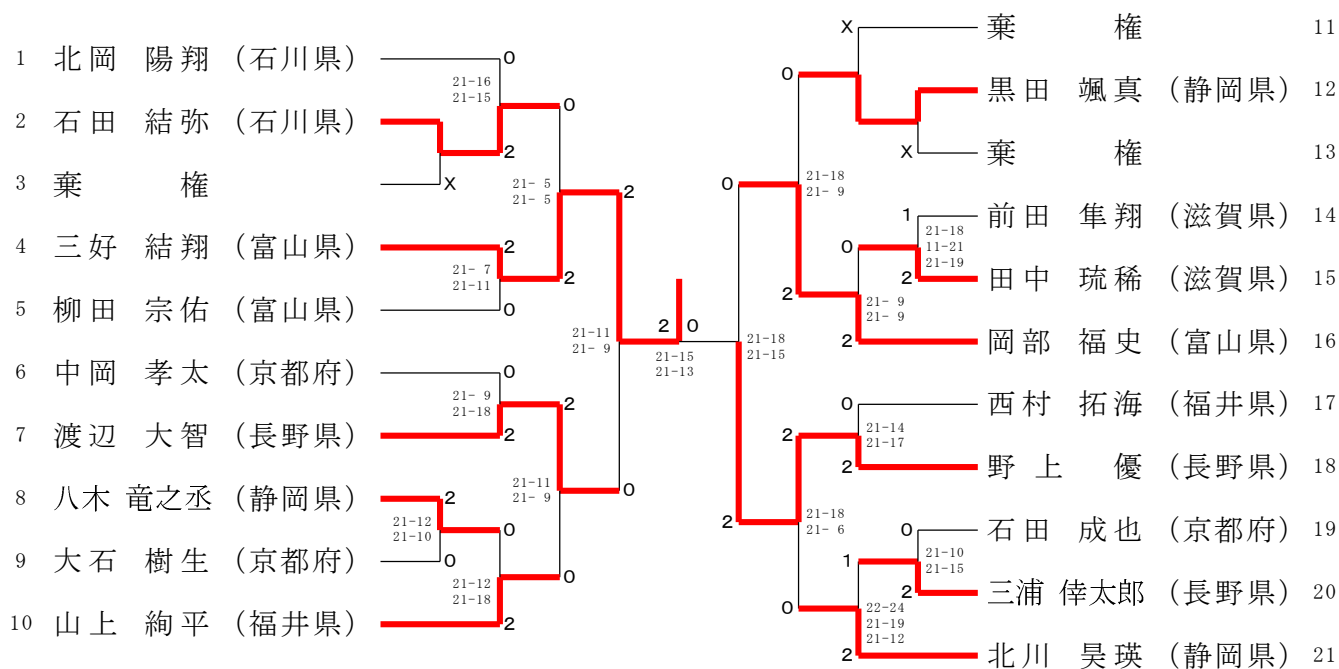 1 北岡 陽翔 (石川県) 0
21-16
21-15
0
2 石田 結弥 (石川県)
2
3 棄 権 X
21- 5
21- 5
2
4 三好 結翔 (富山県) 2
21- 7
21-11
2
5 柳田 宗佑 (富山県) 0
21-11
21- 9
6 中岡 孝太 (京都府) 0
21- 9
21-18
2
7 渡辺 大智 (長野県) 2
8 八木 竜之丞 (静岡県) 2
21-11
21- 9
0
21-12
21-10
0
9 大石 樹生 (京都府) 0
21-12
21-18
0
10 山上 絢平 (福井県) 2
2 0
21-15
21-13
X 棄 権 11
0
黒田 颯真 (静岡県) 12
X 棄 権 13
0
21-18
21- 9
1 前田 隼翔 (滋賀県) 14
21-18
11-21
21-19
0
2 田中 琉稀 (滋賀県) 15
2
21- 9
21- 9
2 岡部 福史 (富山県) 16
21-18
21-15
0 西村 拓海 (福井県) 17
21-14
21-17
2
2 野上 優 (長野県) 18
2
21-18
21- 6
0 石田 成也 (京都府) 19
21-10
21-15
1
2 三浦 倖太郎 (長野県) 20
0
22-24
21-19
21-12
2 北川 昊瑛 (静岡県) 21